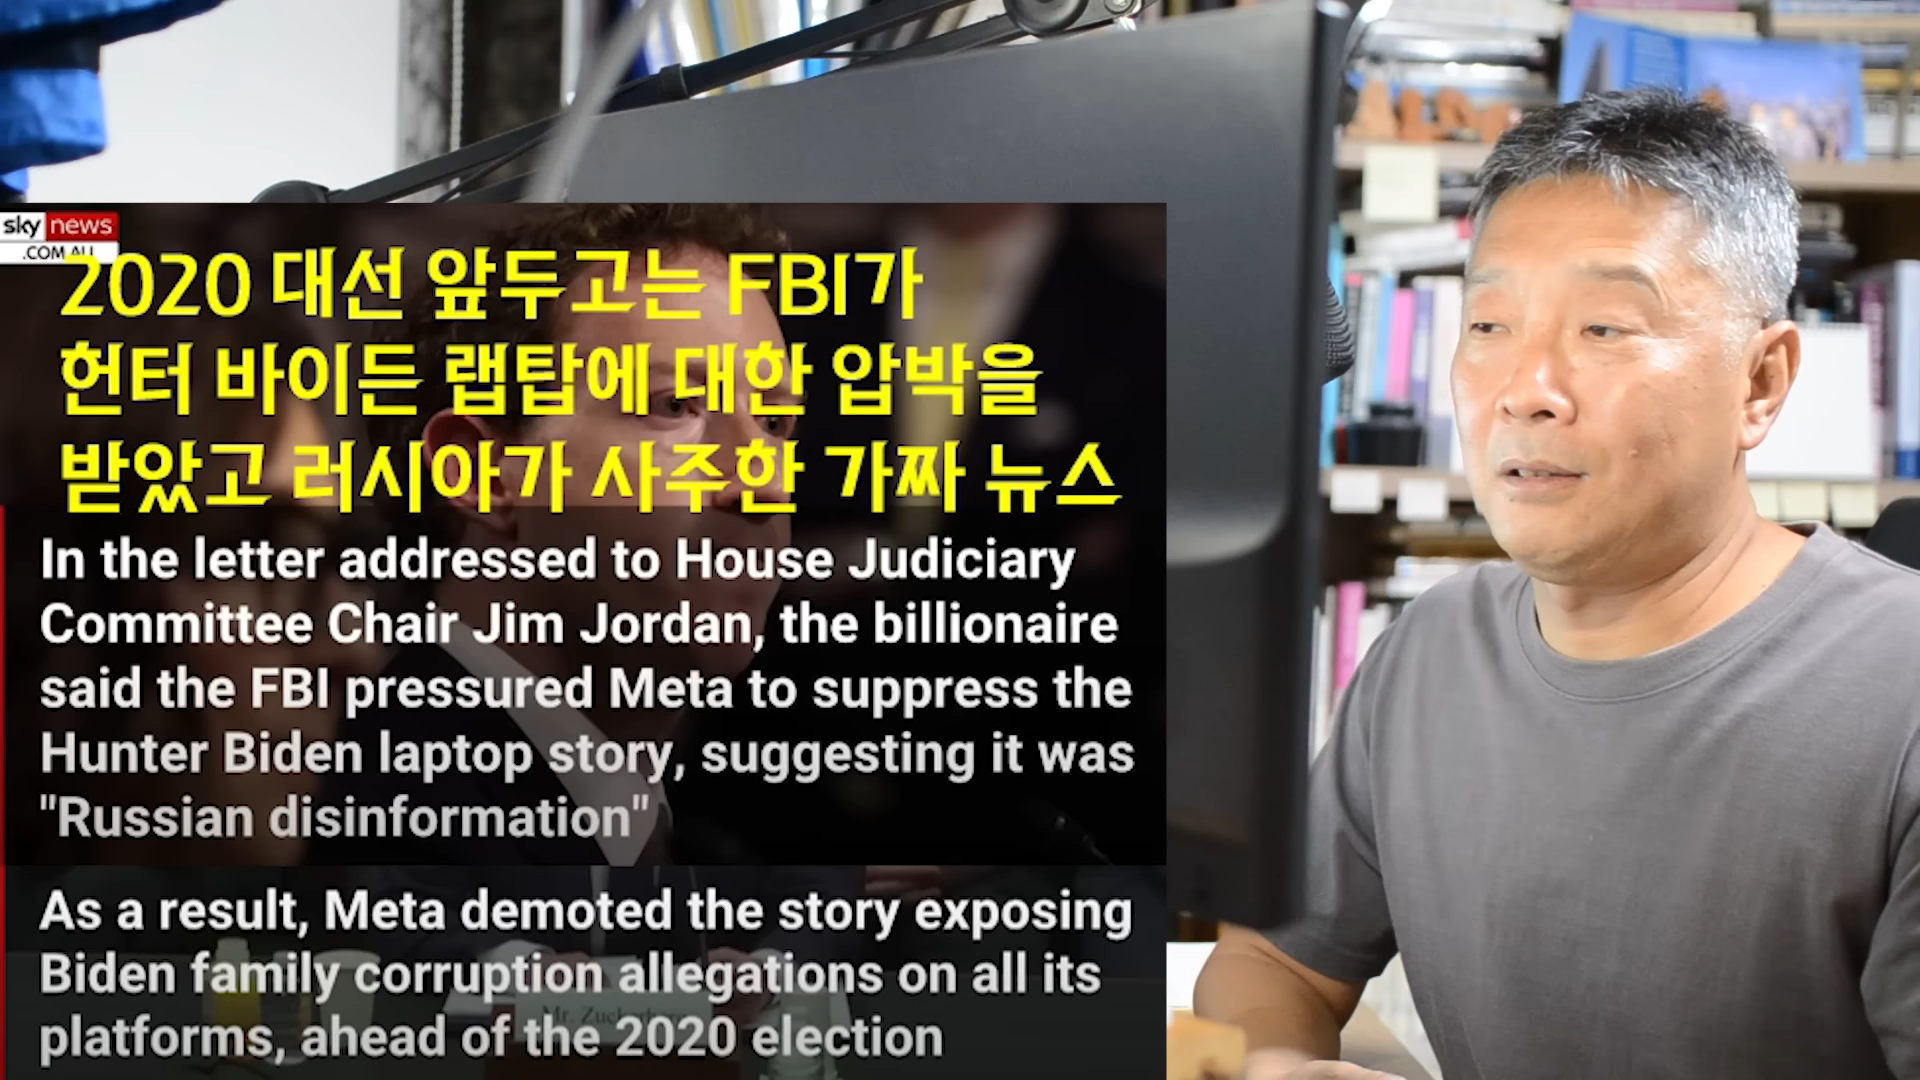 sky news
.COM.AU
2020 대선 앞두고는 FBI가
헌터 바이든 랩탑에 대한 압박을
받았고 러시아가 사주한 가짜 뉴스
In the letter addressed to House Judiciary
Committee Chair Jim Jordan, the billionaire
said the FBI pressured Meta to suppress the
Hunter Biden laptop story, suggesting it was
"Russian disinformation"
As a result, Meta demoted the story exposing
Biden family corruption allegations on all its
platforms, ahead of the 2020 election
Mr. Zuckerberg